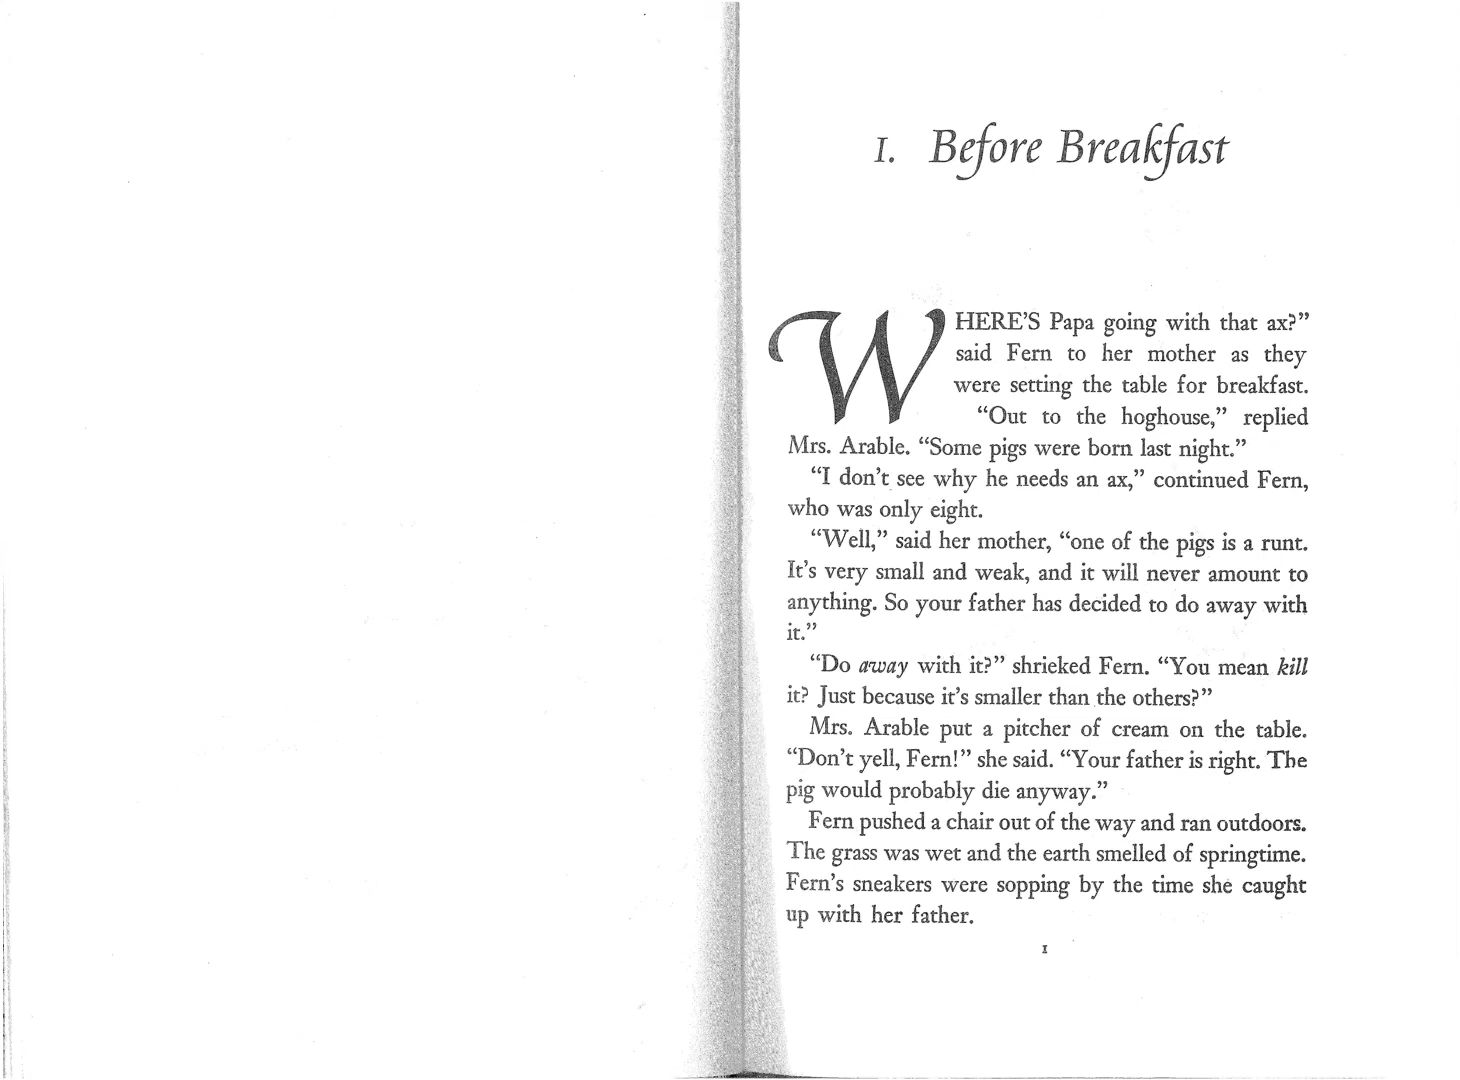 I. Before Breakfast
WHERE'S Papa going with that ax?”
said Fern to her mother as they
were setting the table for breakfast.
“Out to the hoghouse,” replied
Mrs. Arable. “Some pigs were born last night.”
“I don't see why he needs an ax,” continued Fern,
who was only eight.
“Well,” said her mother, “one of the pigs is a runt.
It's very small and weak, and it will never amount to
anything. So your father has decided to do away with
it.”
“Do away with it?” shrieked Fern. “You mean kill
it? Just because it's smaller than the others?”
Mrs. Arable put a pitcher of cream on the table.
“Don't yell, Fern!” she said. “Your father is right. The
pig would probably die anyway.”
Fern pushed a chair out of the way and ran outdoors.
The grass was wet and the earth smelled of springtime.
Fern's sneakers were sopping by the time she caught
up with her father.
I